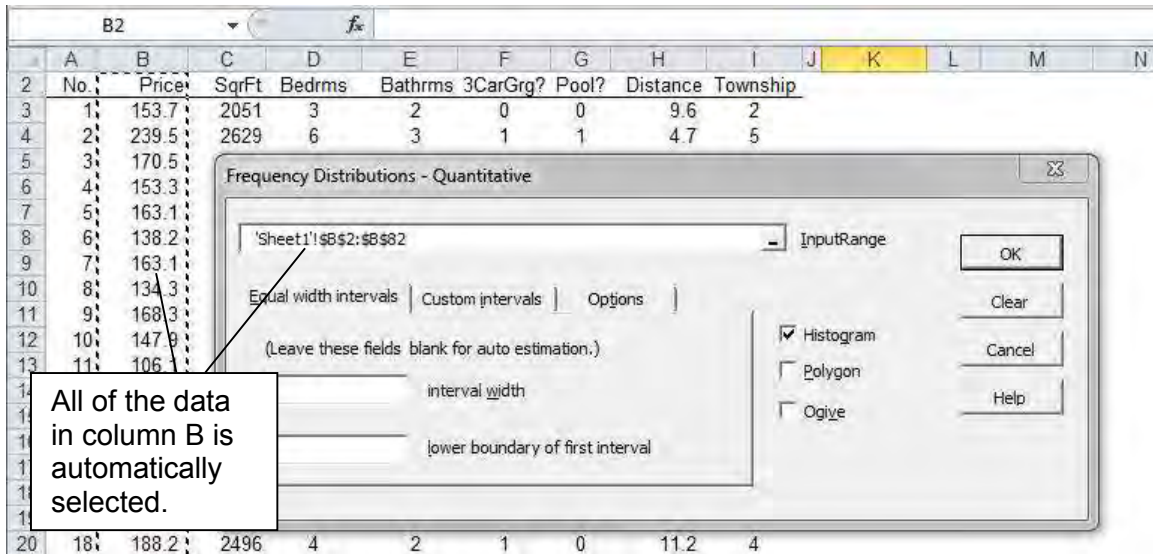 B2 fx
A B C D E F G H I J K L M N
2 No. Price SqrFt Bedrms Bathrms 3CarGrg? Pool? Distance Township
3 1 153.7 2051 3 2 0 0 9.6 2
4 2 239.5 2629 6 3 1 1 4.7 5
5 3 170.5
6 4 153.3
7 5 163.1
8 6 138.2
9 7 163.1
10 8 134.3
11 9 168.3
12 10 147.9
13 11
20 18 188.2 2496 4 2 1 0 11.2 4
Frequency Distributions - Quantitative
'Sheet1'!$B$2:$B$82
InputRange
Equal width intervals
Custom intervals
Options
(Leave these fields blank for auto estimation.)
interval width
lower boundary of first interval
Histogram
Polygon
Ogive
OK
Clear
Cancel
Help
All of the data
in column B is
automatically
selected.